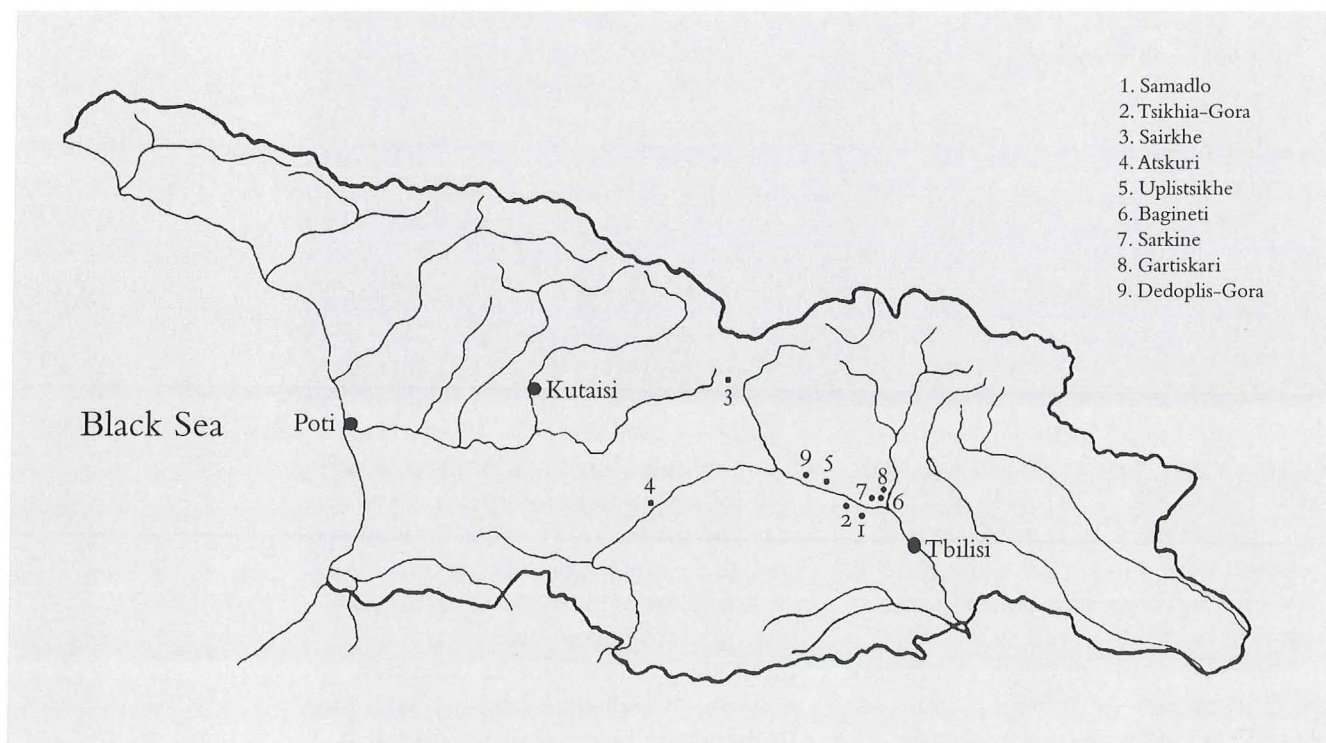 1. Samadlo
2. Tsikhia-Gora
3. Sairkhe
4. Atskuri
5. Uplistsikhe
6. Bagineti
7. Sarkine
8. Gartiskari
9. Dedoplis-Gora
3
Kutaisi
Black Sea
Poti
9 5
4
7 8
6
2
1
Tbilisi